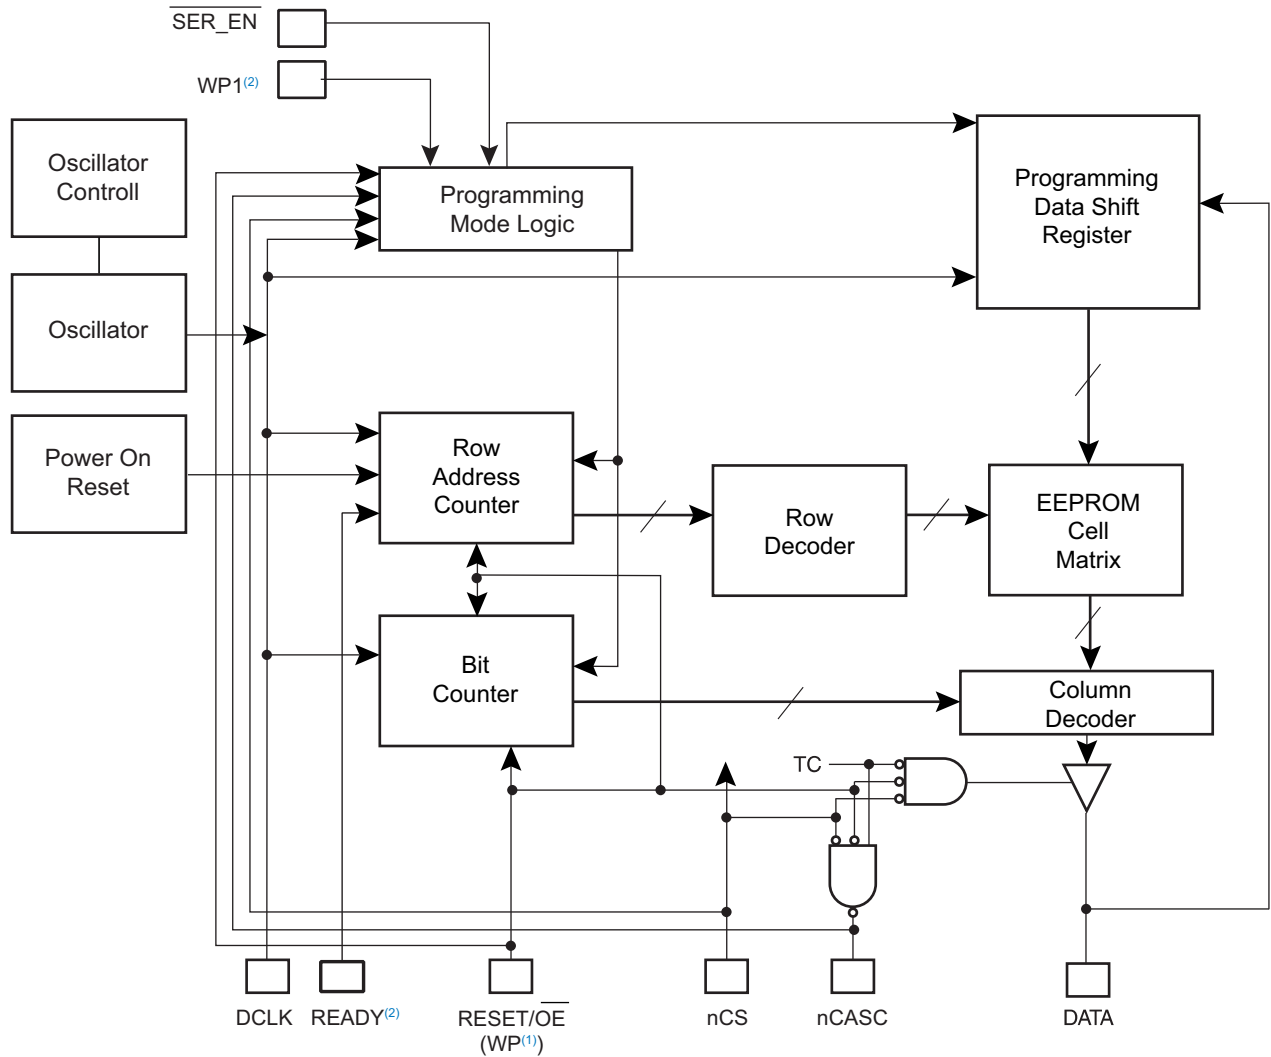 SER_EN
WP1(2)
Oscillator
Controll
Programming
Mode Logic
Programming
Data Shift
Register
Oscillator
Power On
Reset
Row
Address
Counter
Row
Decoder
EEPROM
Cell
Matrix
Bit
Counter
Column
Decoder
TC
DCLK
READY(2)
RESET/OE
(WP(1))
nCS
nCASC
DATA